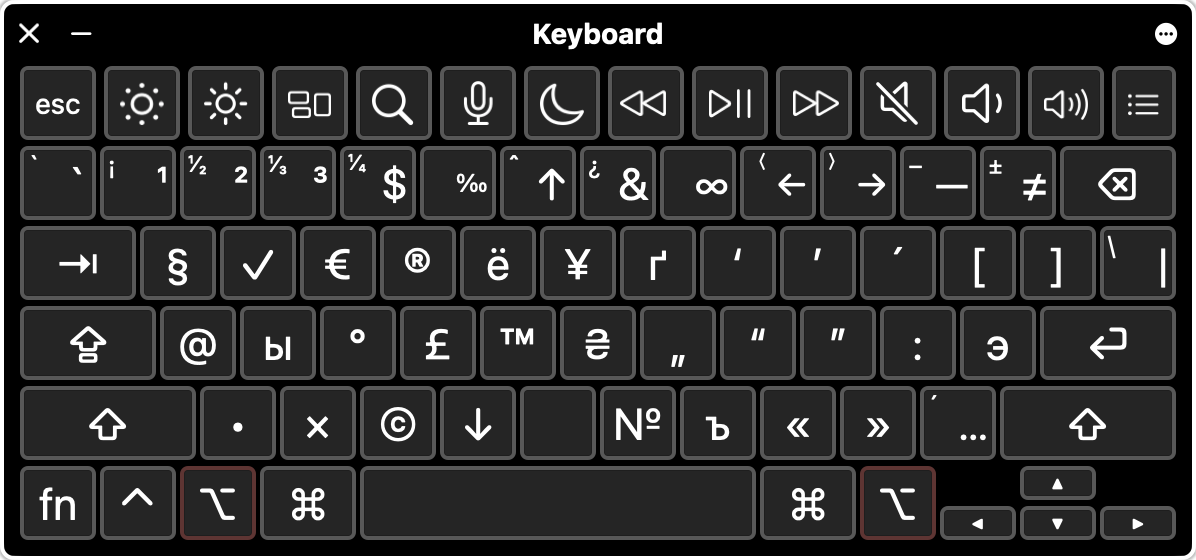 Keyboard
esc
` ` ¡ 1 ½ 2 ⅓ 3 ¼ $ ‰ ˆ ↑ ¿ & ∞ 〈 ← 〉 → – — ± ≠
§ ✓ € ® ё ¥ ґ ‘ ’ ´ [ ] \ |
@ ы ° £ ™ ₴ „ “ ” : э
• × © ↓ № ъ « » ´ …
fn ^ ⌥ ⌘ ⌘ ⌥